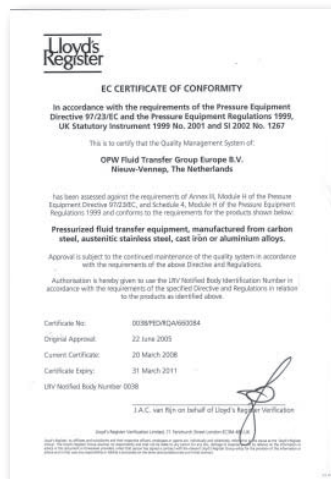 Lloyd's
Register
EC CERTIFICATE OF CONFORMITY
In accordance with the requirements of the Pressure Equipment
Directive 97/23/EC and the Pressure Equipment Regulations 1999,
UK Statutory Instrument 1999 No. 2001 and SI 2002 No. 1267
This is to certify that the Quality Management System of:
OPW Fluid Transfer Group Europe B.V.
Nieuw-Vennep, The Netherlands
has been assessed against the requirements of Annex III, Module H of the Pressure
Equipment Directive 97/23/EC, and Schedule 4, Module H of the Pressure Equipment
Regulations 1999 and conforms to the requirements for the products shown below:
Pressurized fluid transfer equipment, manufactured from carbon
steel, austenitic stainless steel, cast iron or aluminium alloys.
Approval is subject to the continued maintenance of the quality system in accordance
with the requirements of the above Directive and Regulations.
Authorisation is hereby given to use the LRV Notified Body Identification Number in
accordance with the requirements of the specified Directive and Regulations in relation
to the products as identified above.
Certificate No: 0038/PED/RQA/660084
Original Approval: 22 June 2005
Current Certificate: 20 March 2008
Certificate Expiry: 31 March 2011
LRV Notified Body Number 0038
J.A.C. van Rijn on behalf of Lloyd's Register Verification
Lloyd's Register Verification Limited, 71 Fenchurch Street London